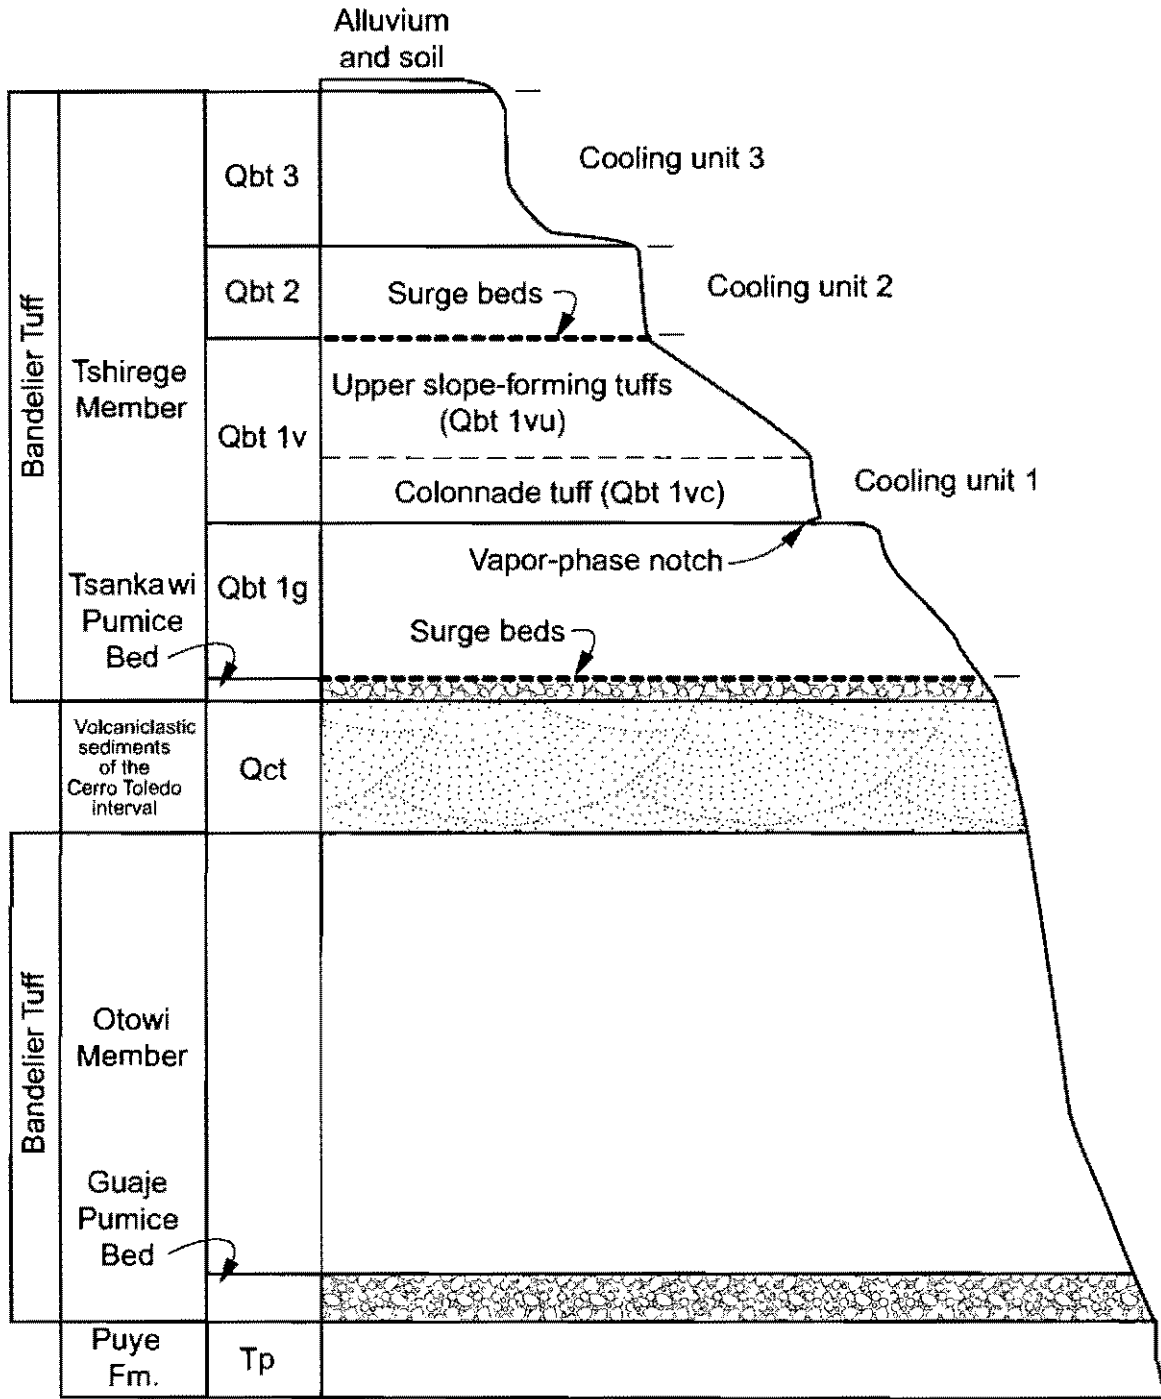 Alluvium
and soil
Qbt 3
Cooling unit 3
Qbt 2
Surge beds
Cooling unit 2
Bandelier Tuff
Tshirege
Member
Qbt 1v
Upper slope-forming tuffs
(Qbt 1vu)
Colonnade tuff (Qbt 1vc)
Cooling unit 1
Vapor-phase notch
Tsankawi
Pumice
Bed
Qbt 1g
Surge beds
Volcaniclastic
sediments
of the
Cerro Toledo
interval
Qct
Bandelier Tuff
Otowi
Member
Guaje
Pumice
Bed
Puye
Fm.
Tp